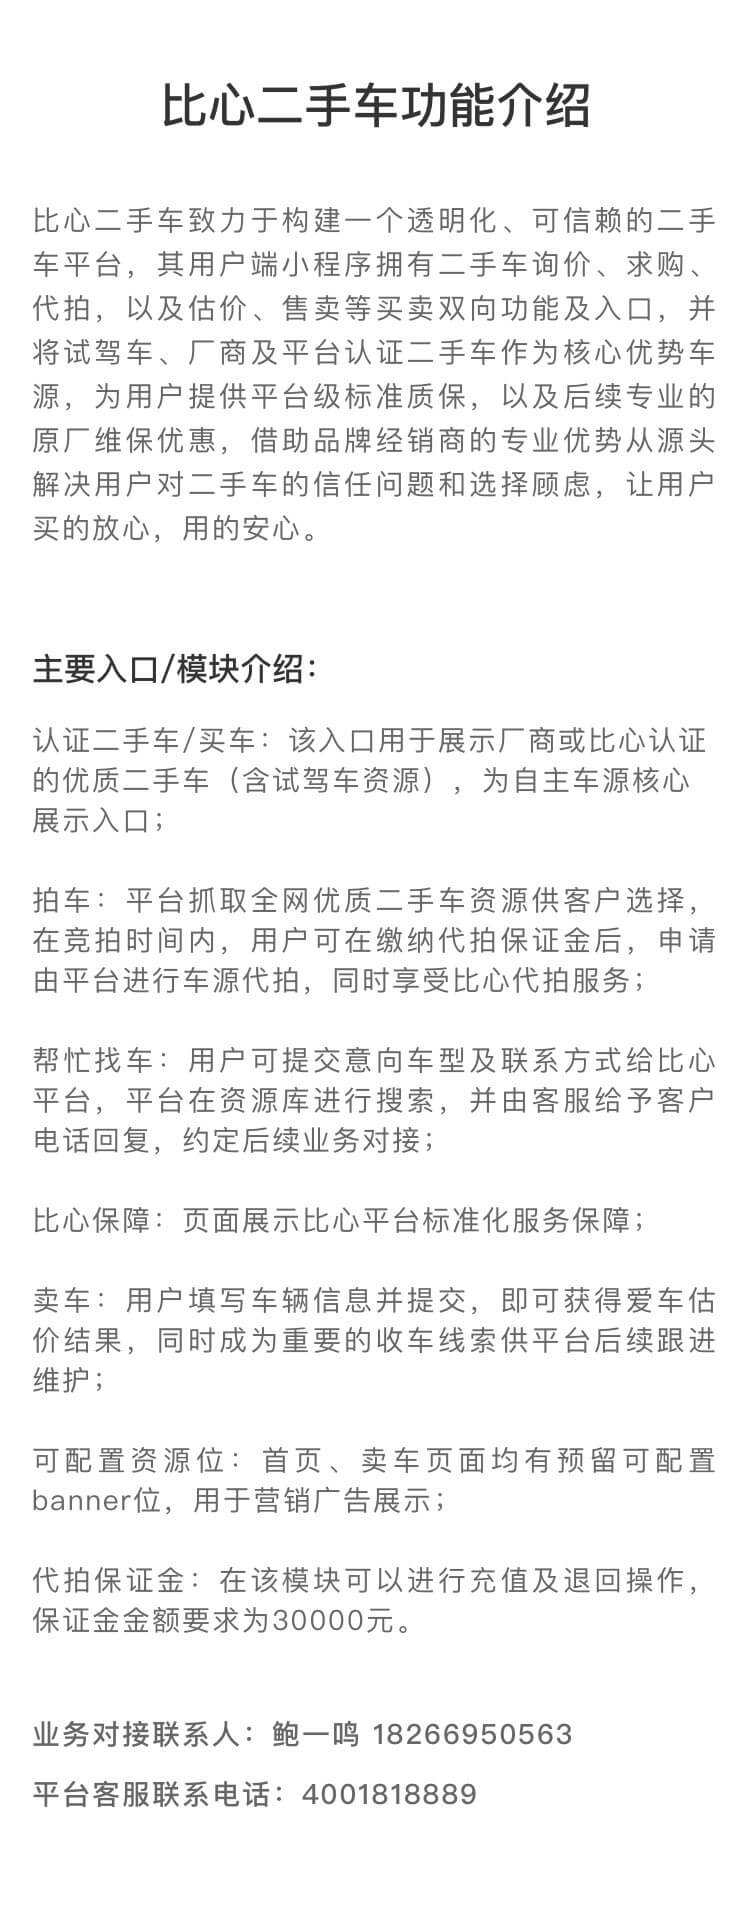 比心二手车功能介绍
比心二手车致力于构建一个透明化、可信赖的二手
车平台，其用户端小程序拥有二手车询价、求购、
代拍，以及估价、售卖等买卖双向功能及入口，并
将试驾车、厂商及平台认证二手车作为核心优势车
源，为用户提供平台级标准质保，以及后续专业的
原厂维保优惠，借助品牌经销商的专业优势从源头
解决用户对二手车的信任问题和选择顾虑，让用户
买的放心，用的安心。
主要入口/模块介绍：
认证二手车/买车：该入口用于展示厂商或比心认证
的优质二手车（含试驾车资源），为自主车源核心
展示入口；
拍车：平台抓取全网优质二手车资源供客户选择，
在竞拍时间内，用户可在缴纳代拍保证金后，申请
由平台进行车源代拍，同时享受比心代拍服务；
帮忙找车：用户可提交意向车型及联系方式给比心
平台，平台在资源库进行搜索，并由客服给予客户
电话回复，约定后续业务对接；
比心保障：页面展示比心平台标准化服务保障；
卖车：用户填写车辆信息并提交，即可获得爱车估
价结果，同时成为重要的收车线索供平台后续跟进
维护；
可配置资源位：首页、卖车页面均有预留可配置
banner位，用于营销广告展示；
代拍保证金：在该模块可以进行充值及退回操作，
保证金金额要求为30000元。
业务对接联系人：鲍一鸣 18266950563
平台客服联系电话：4001818889